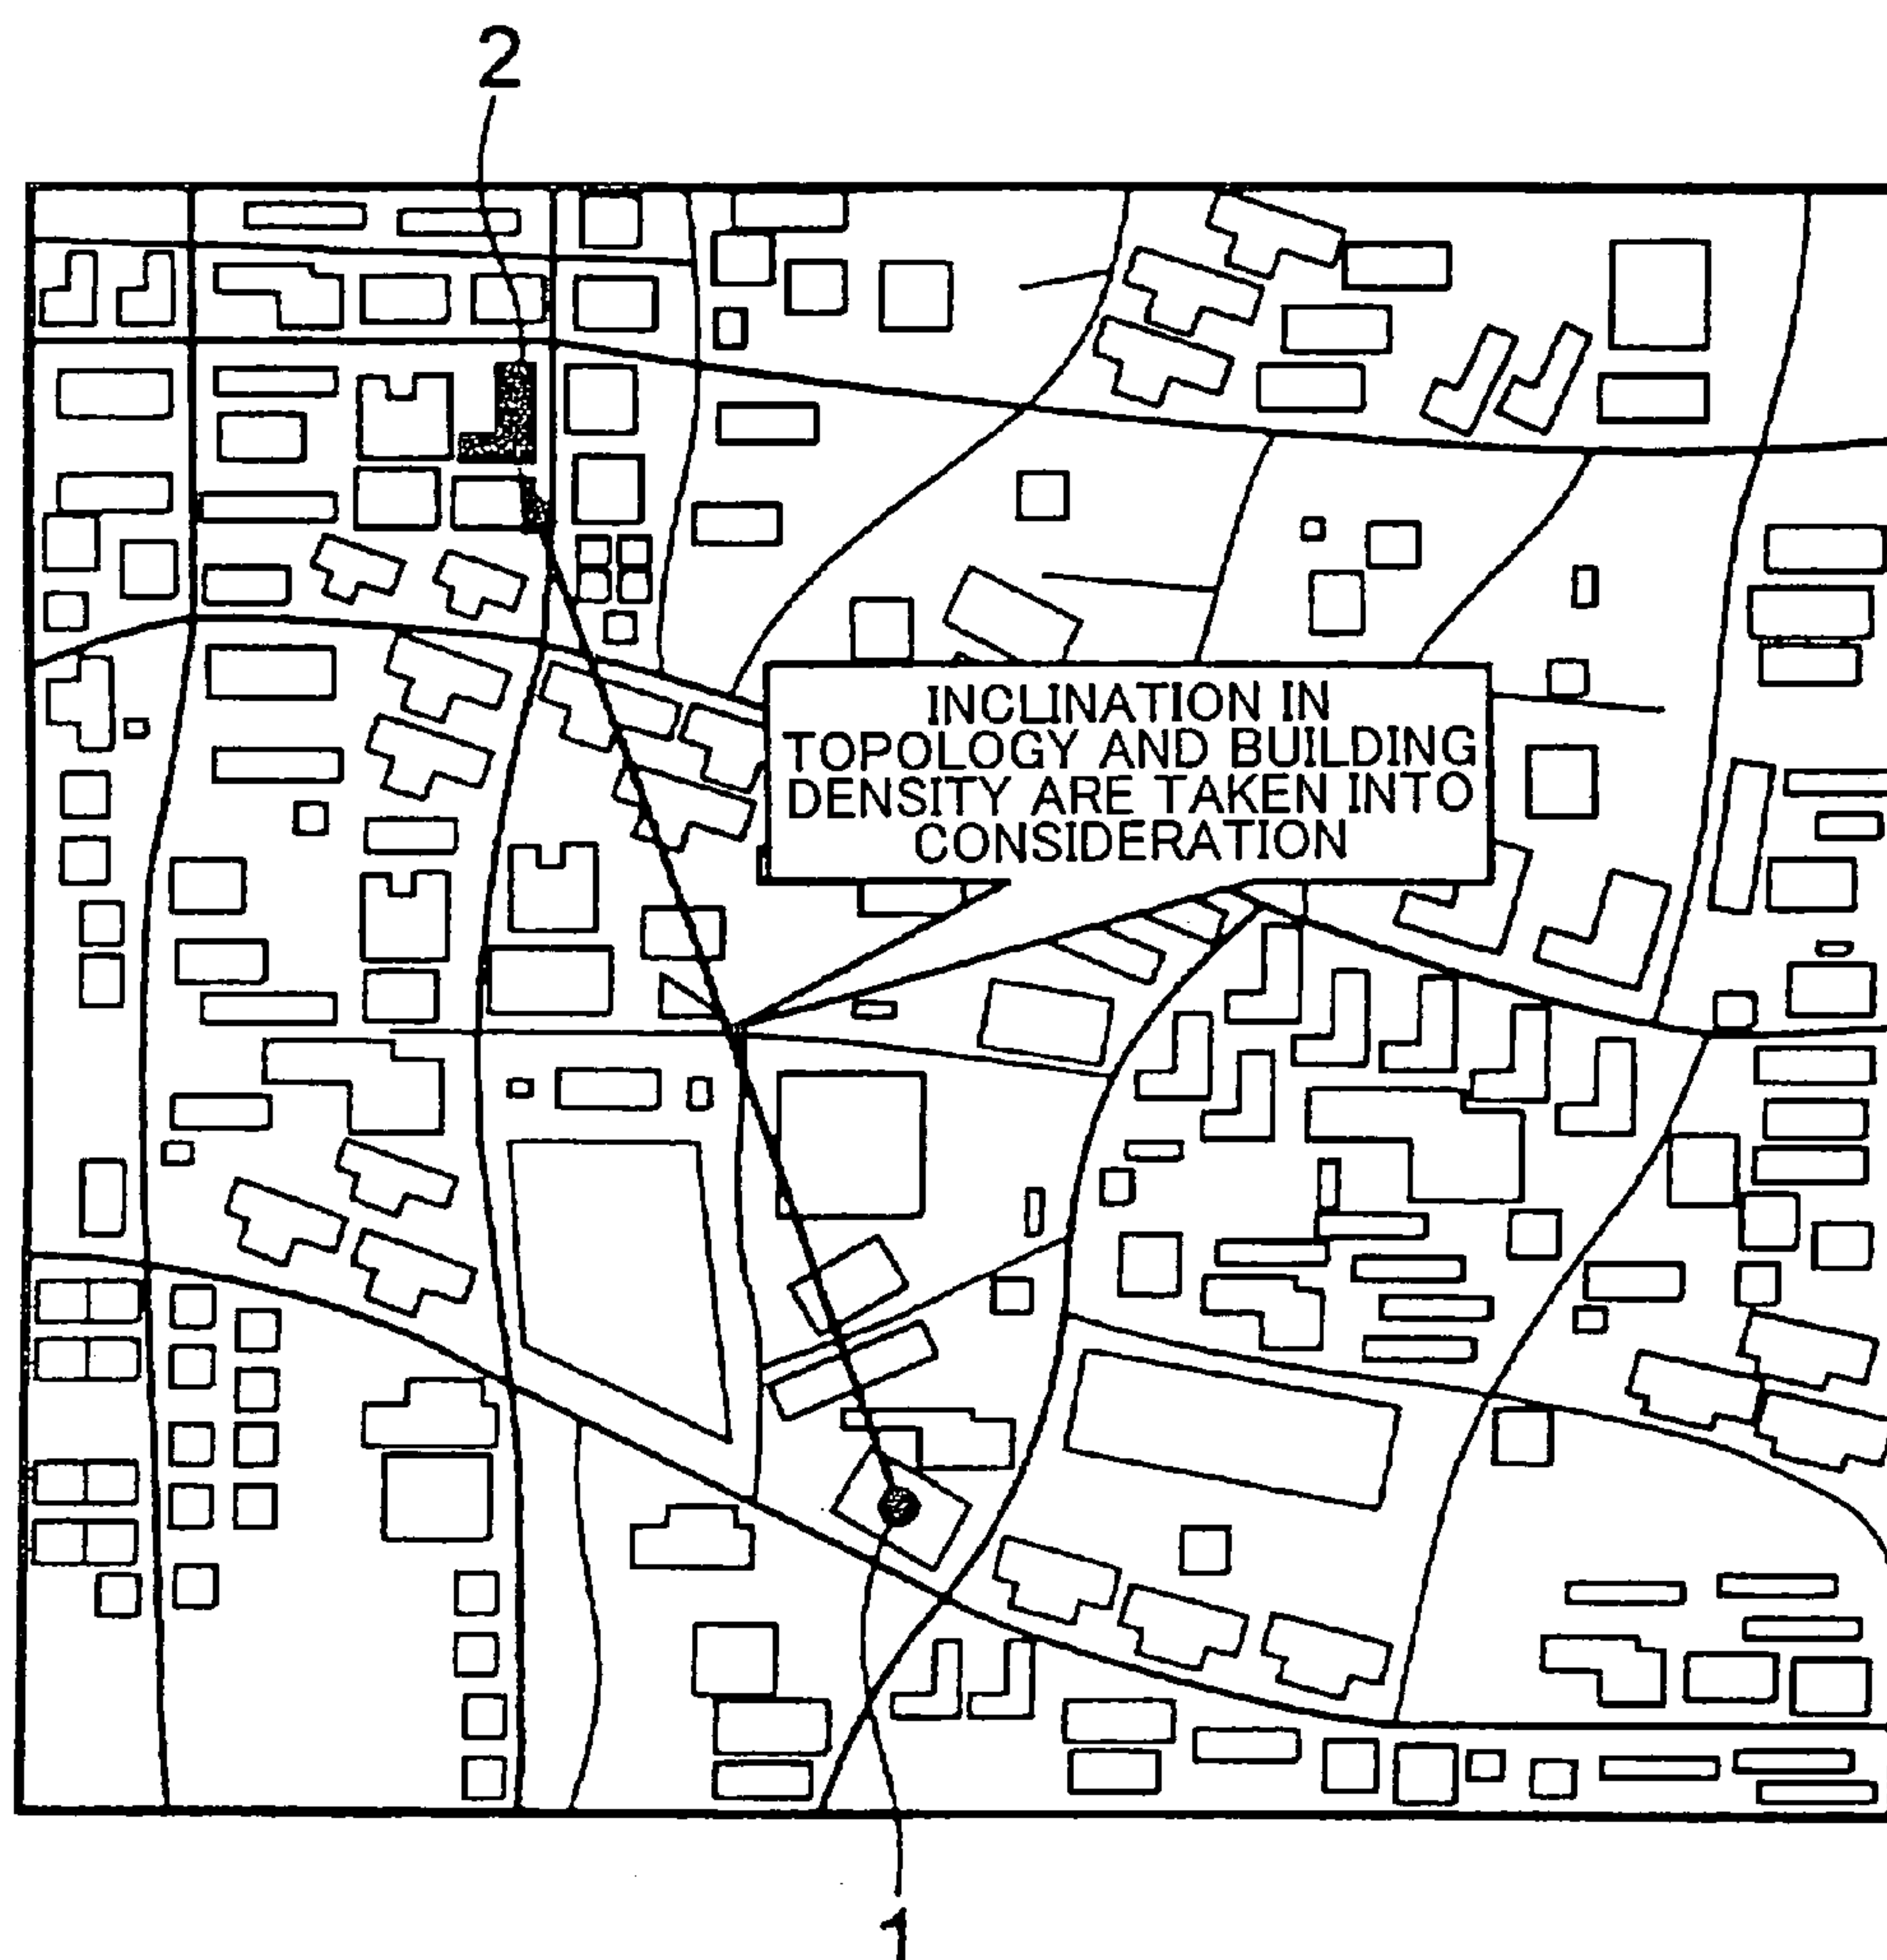 2
INCLINATION IN
TOPOLOGY AND BUILDING
DENSITY ARE TAKEN INTO
CONSIDERATION
1